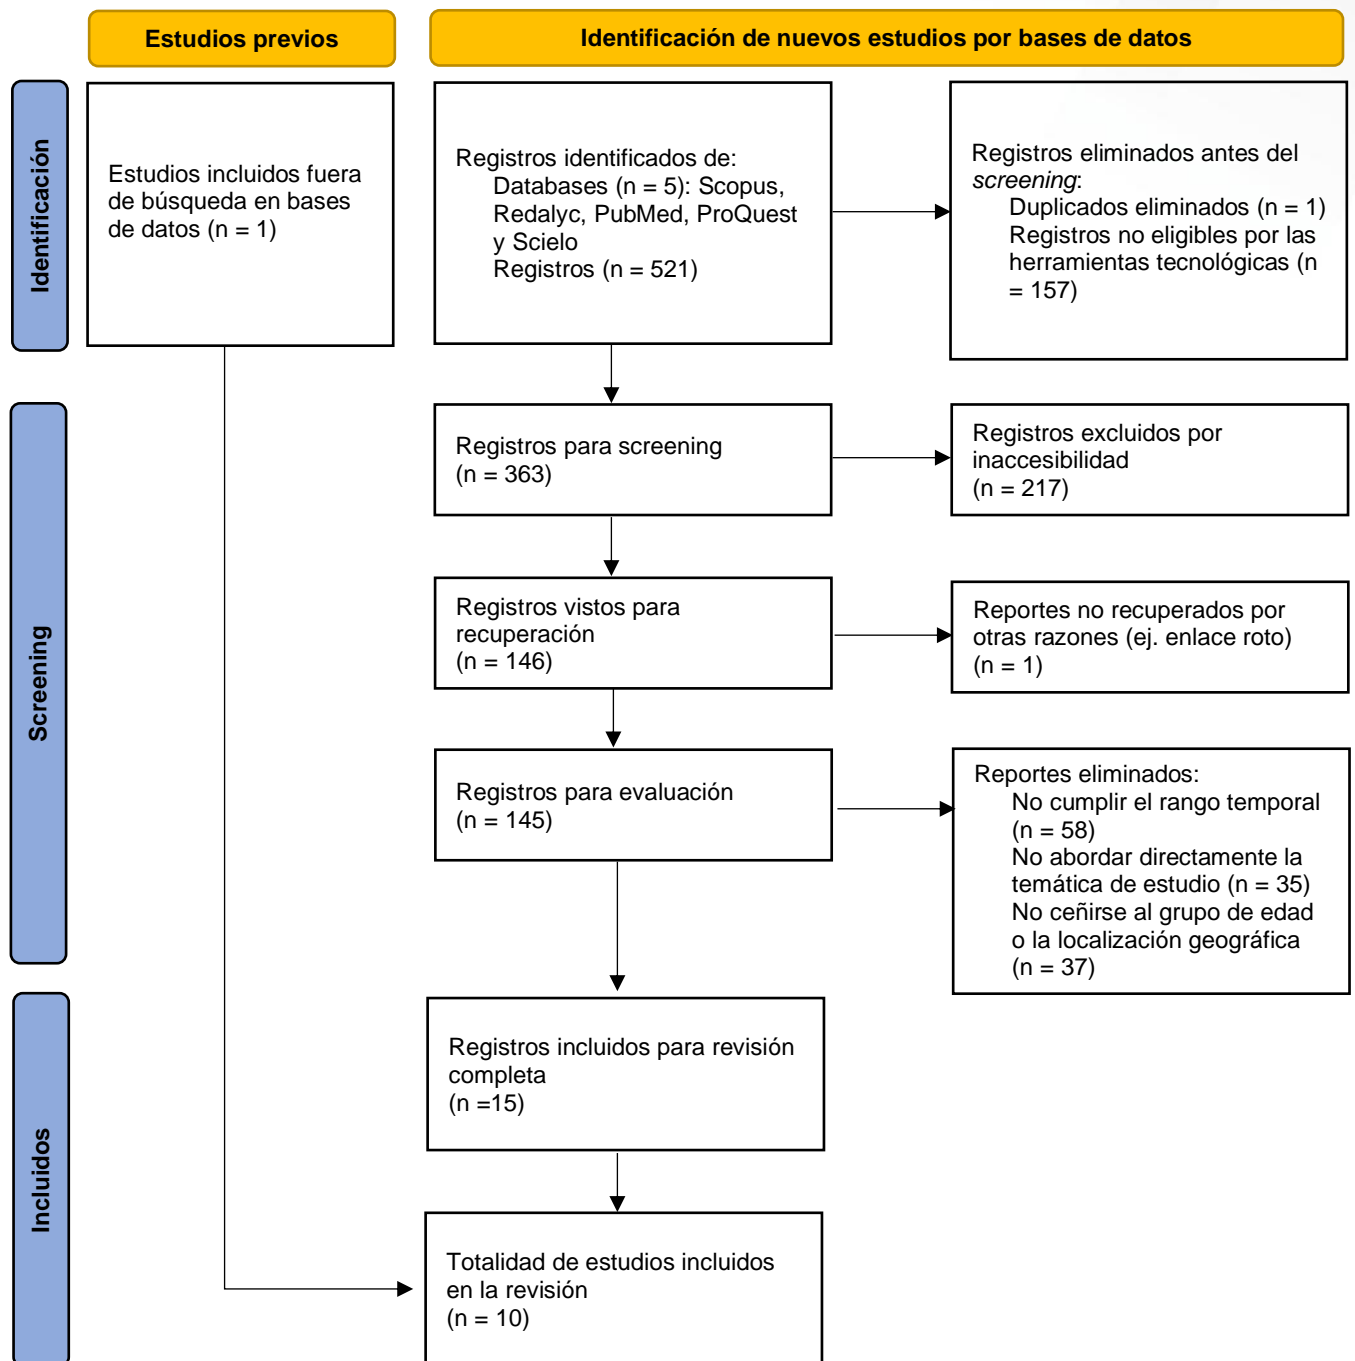 Estudios previos
Identificación de nuevos estudios por bases de datos
Identificación
Estudios incluidos fuera
de búsqueda en bases
de datos (n = 1)
Registros identificados de:
Databases (n = 5): Scopus,
Redalyc, PubMed, ProQuest
y Scielo
Registros (n = 521)
Registros eliminados antes del
screening:
Duplicados eliminados (n = 1)
Registros no eligibles por las
herramientas tecnológicas (n
= 157)
Screening
Registros para screening
(n = 363)
Registros excluidos por
inaccesibilidad
(n = 217)
Registros vistos para
recuperación
(n = 146)
Reportes no recuperados por
otras razones (ej. enlace roto)
(n = 1)
Registros para evaluación
(n = 145)
Reportes eliminados:
No cumplir el rango temporal
(n = 58)
No abordar directamente la
temática de estudio (n = 35)
No ceñirse al grupo de edad
o la localización geográfica
(n = 37)
Incluidos
Registros incluidos para revisión
completa
(n =15)
Totalidad de estudios incluidos
en la revisión
(n = 10)